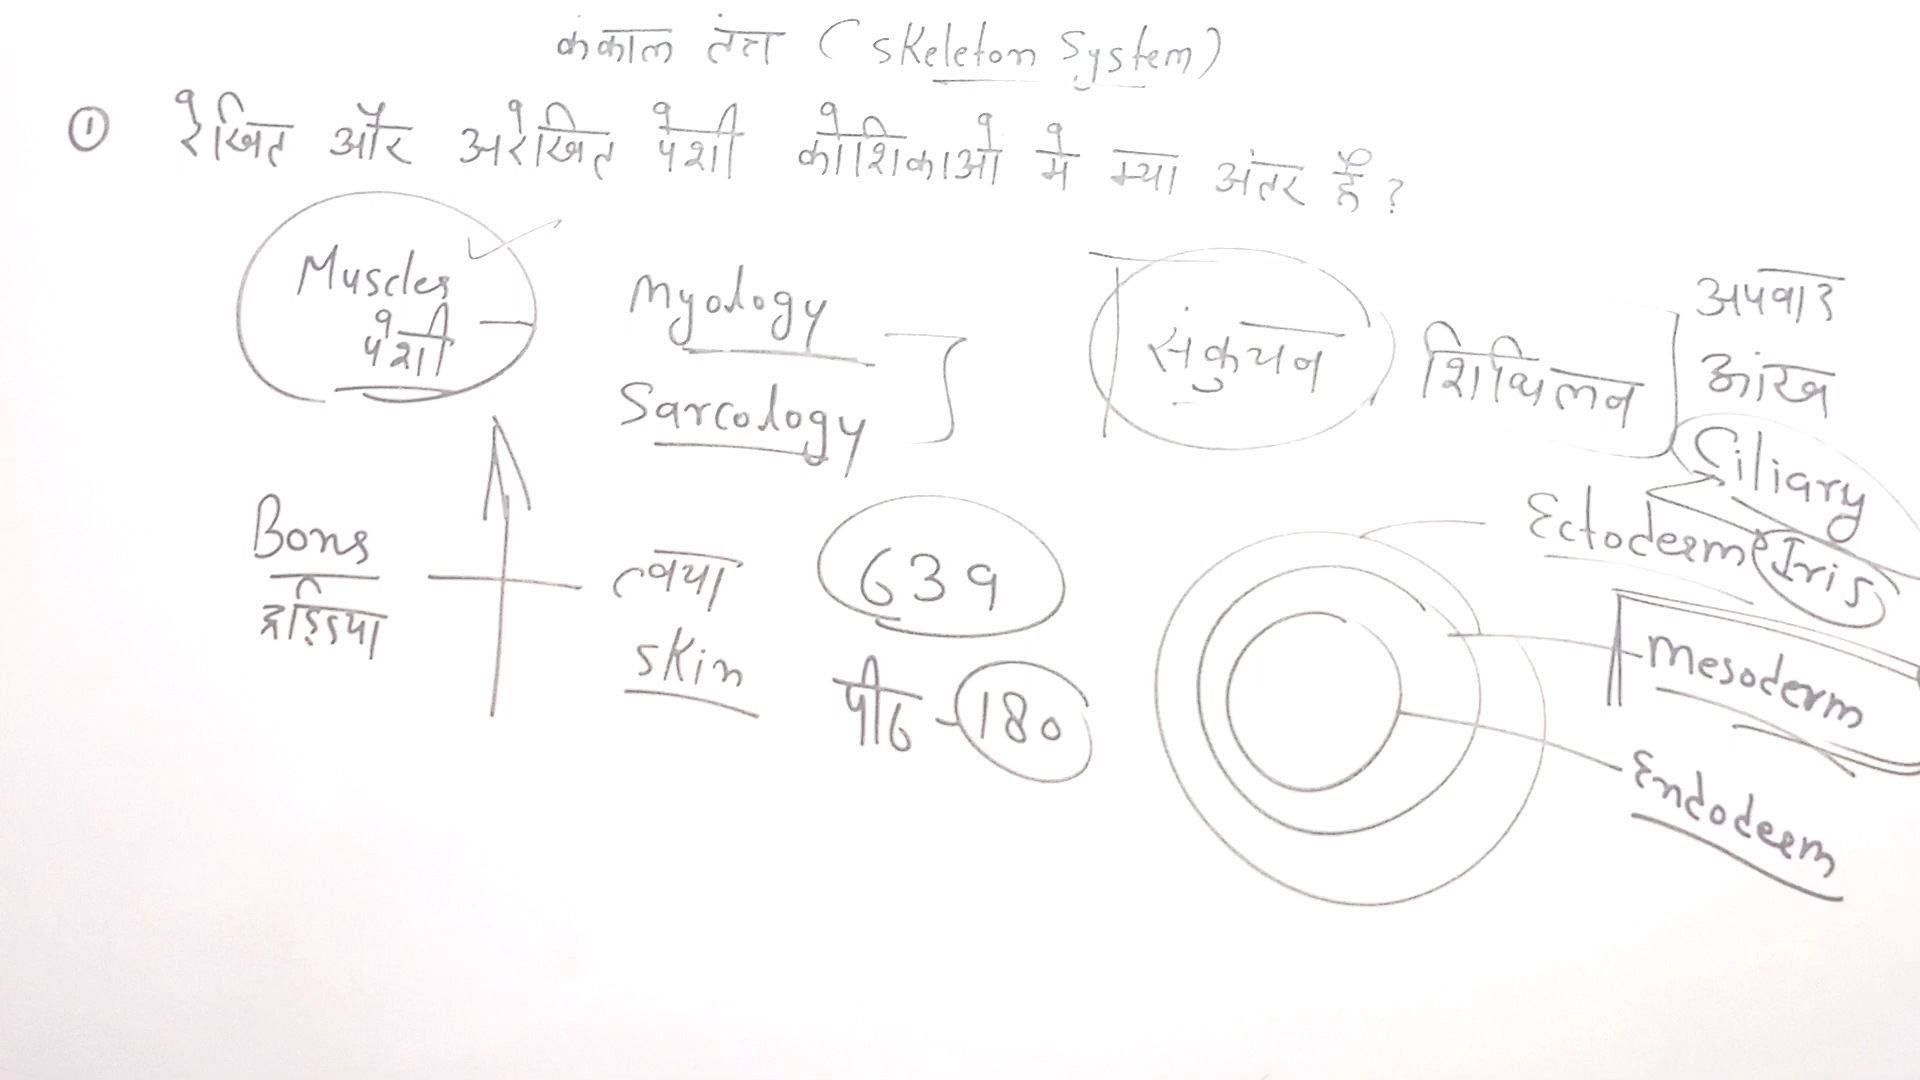 कंकाल तंत्र (Skeleton System)
① रेखित और अरेखित पेशी कोशिकाओं में क्या अंतर है?
Muscles
पेशी
Myology
Sarcology
संकुचन, शिथिलन
अपवाद
आंख
Ciliary
Iris
Bons
हड्डिया
त्वचा
Skin
639
पीठ - 180
Ectoderm
Mesoderm
Endoderm